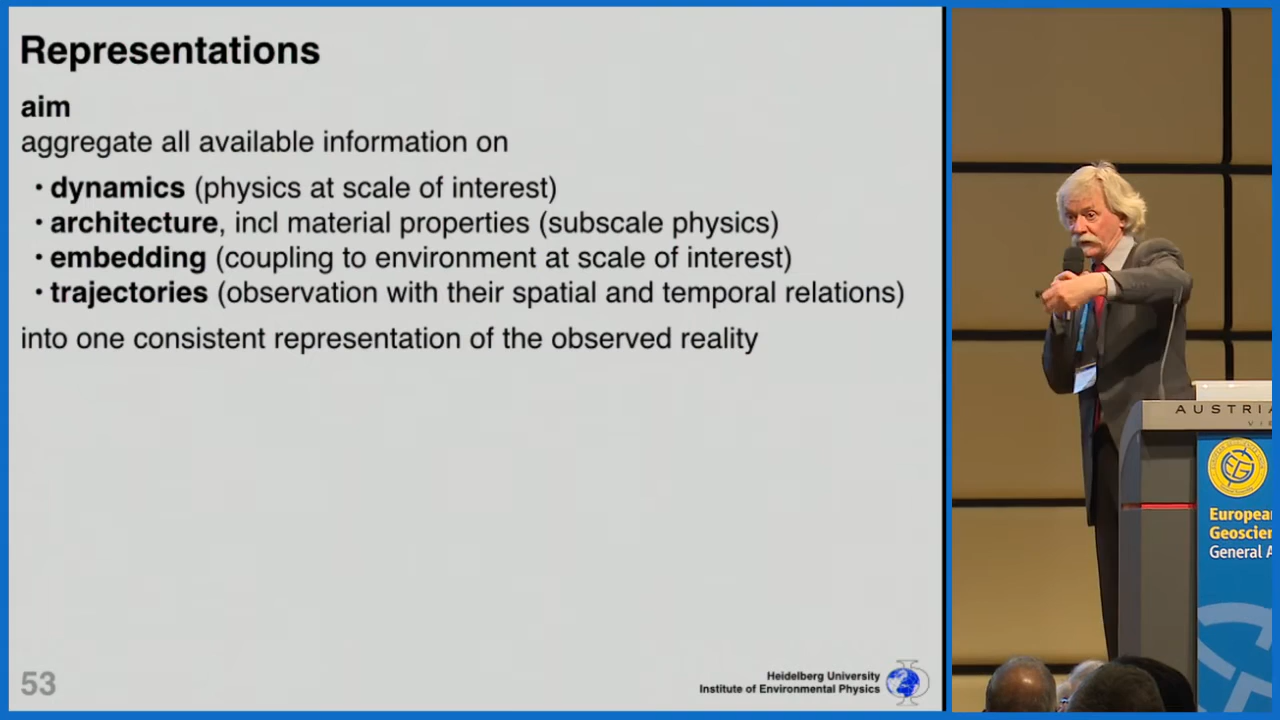 Representations
aim
aggregate all available information on
• dynamics (physics at scale of interest)
• architecture, incl material properties (subscale physics)
• embedding (coupling to environment at scale of interest)
• trajectories (observation with their spatial and temporal relations)
into one consistent representation of the observed reality
53
Heidelberg University
Institute of Environmental Physics
AUSTRIA
Europea
Geoscien
General A